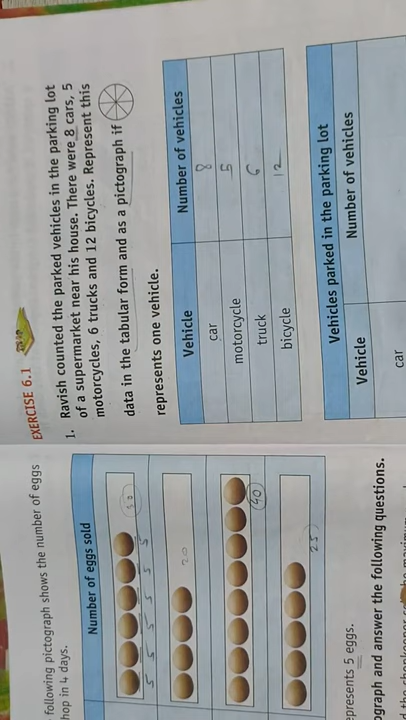 following pictograph shows the number of eggs
hop in 4 days.
Number of eggs sold
5 5 5 5 5 5
30
20
40
25
presents 5 eggs.
ograph and answer the following questions.
EXERCISE 6.1
1. Ravish counted the parked vehicles in the parking lot
of a supermarket near his house. There were 8 cars, 5
motorcycles, 6 trucks and 12 bicycles. Represent this
data in the tabular form and as a pictograph if
represents one vehicle.
Vehicle Number of vehicles
car 8
motorcycle 5
truck 6
bicycle 12
Vehicles parked in the parking lot
Vehicle Number of vehicles
car